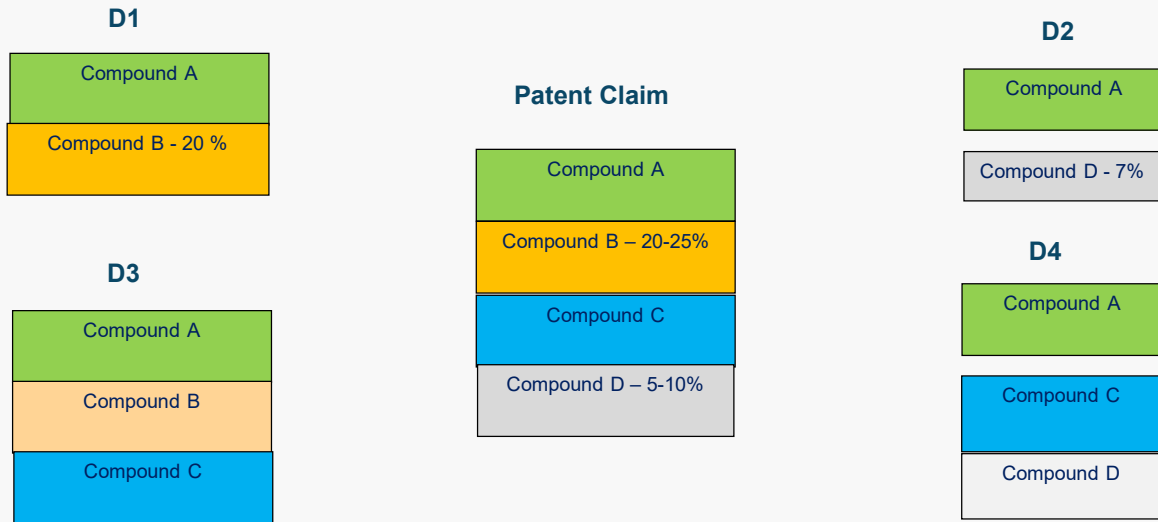 D1
Compound A
Compound B - 20 %
D3
Compound A
Compound B
Compound C
Patent Claim
Compound A
Compound B – 20-25%
Compound C
Compound D – 5-10%
D2
Compound A
Compound D - 7%
D4
Compound A
Compound C
Compound D